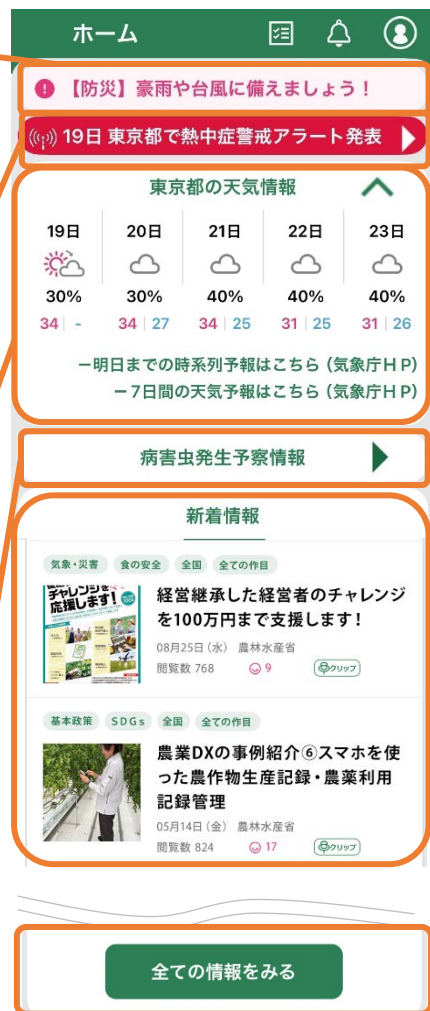 ホーム
【防災】豪雨や台風に備えましょう！
19日 東京都で熱中症警戒アラート発表
東京都の天気情報
19日 20日 21日 22日 23日
30% 30% 40% 40% 40%
34 | - 34 | 27 34 | 25 31 | 25 31 | 26
ー明日までの時系列予報はこちら（気象庁ＨＰ）
ー7日間の天気予報はこちら（気象庁ＨＰ）
病害虫発生予察情報
新着情報
気象・災害 食の安全 全国 全ての作目
チャレンジを
応援します！
経営継承した経営者のチャレンジ
を100万円まで支援します！
08月25日（水） 農林水産省
閲覧数 768 9 クリップ
基本政策 SDGs 全国 全ての作目
農業DXの事例紹介⑥スマホを使
った農作物生産記録・農薬利用
記録管理
05月14日（金） 農林水産省
閲覧数 824 17 クリップ
全ての情報をみる